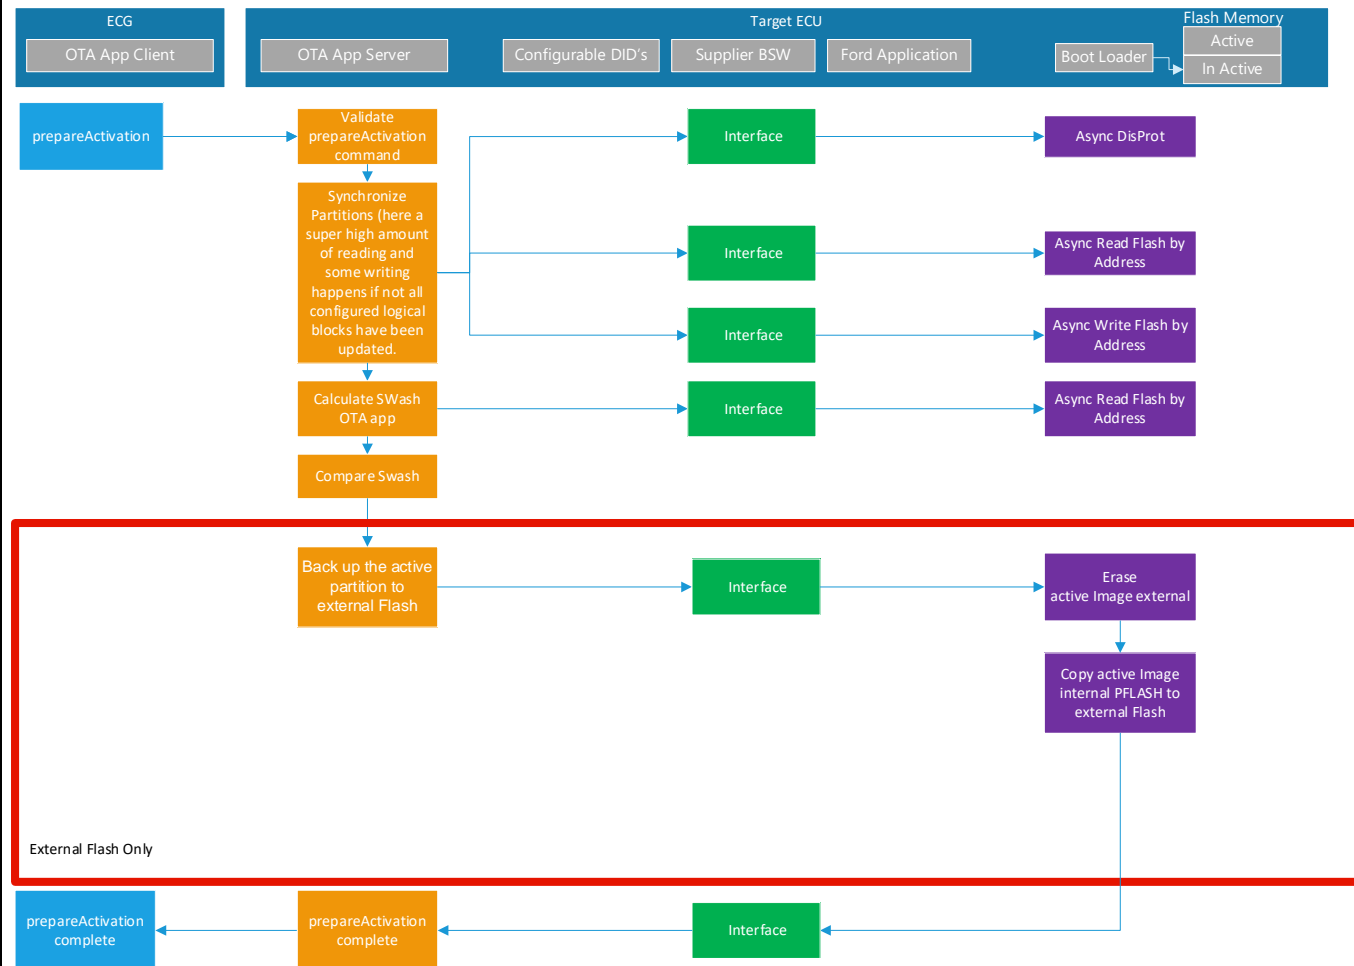 ECG
Target ECU
Flash Memory
OTA App Client
OTA App Server
Configurable DID's
Supplier BSW
Ford Application
Boot Loader
Active
In Active
prepareActivation
Validate
prepareActivation
command
Interface
Async DisProt
Synchronize
Partitions (here a
super high amount
of reading and
some writing
happens if not all
configured logical
blocks have been
updated.
Interface
Async Read Flash by
Address
Interface
Async Write Flash by
Address
Calculate SWash
OTA app
Interface
Async Read Flash by
Address
Compare Swash
Back up the active
partition to
external Flash
Interface
Erase
active Image external
Copy active Image
internal PFLASH to
external Flash
External Flash Only
prepareActivation
complete
prepareActivation
complete
Interface